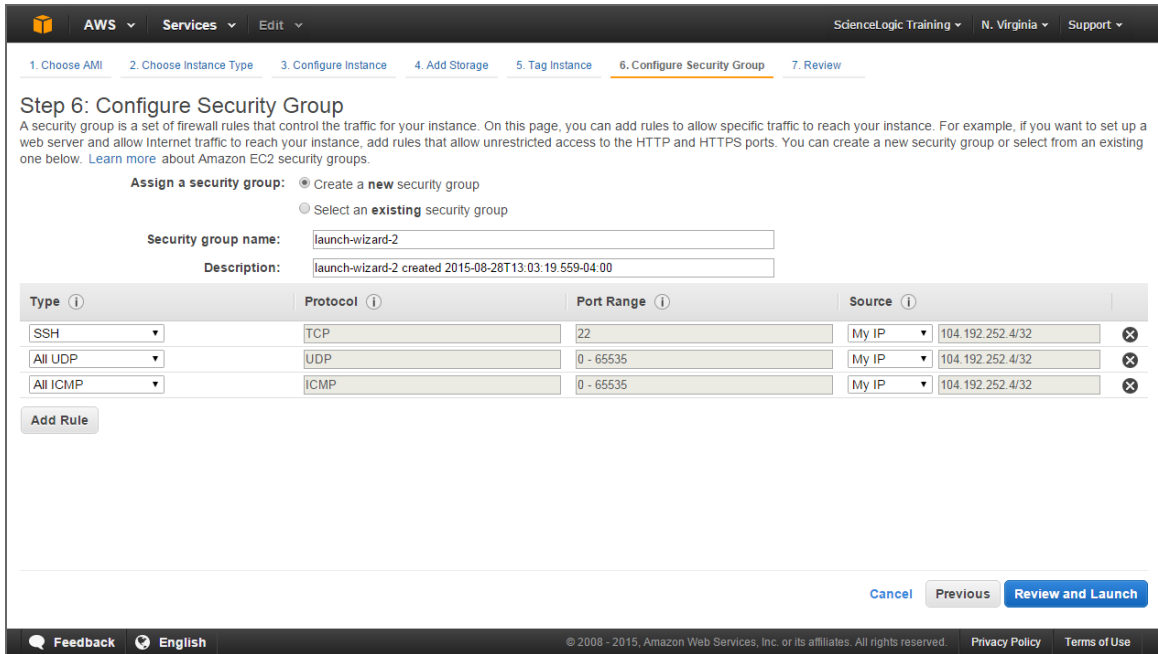 AWS Services Edit ScienceLogic Training N. Virginia Support
1. Choose AMI 2. Choose Instance Type 3. Configure Instance 4. Add Storage 5. Tag Instance 6. Configure Security Group 7. Review
Step 6: Configure Security Group
A security group is a set of firewall rules that control the traffic for your instance. On this page, you can add rules to allow specific traffic to reach your instance. For example, if you want to set up a
web server and allow Internet traffic to reach your instance, add rules that allow unrestricted access to the HTTP and HTTPS ports. You can create a new security group or select from an existing
one below. Learn more about Amazon EC2 security groups.
Assign a security group: Create a new security group
Select an existing security group
Security group name: launch-wizard-2
Description: launch-wizard-2 created 2015-08-28T13:03:19.559-04:00
Type i Protocol i Port Range i Source i
SSH TCP 22 My IP 104.192.252.4/32
All UDP UDP 0 - 65535 My IP 104.192.252.4/32
All ICMP ICMP 0 - 65535 My IP 104.192.252.4/32
Add Rule
Cancel Previous Review and Launch
Feedback English © 2008 - 2015, Amazon Web Services, Inc. or its affiliates. All rights reserved. Privacy Policy Terms of Use